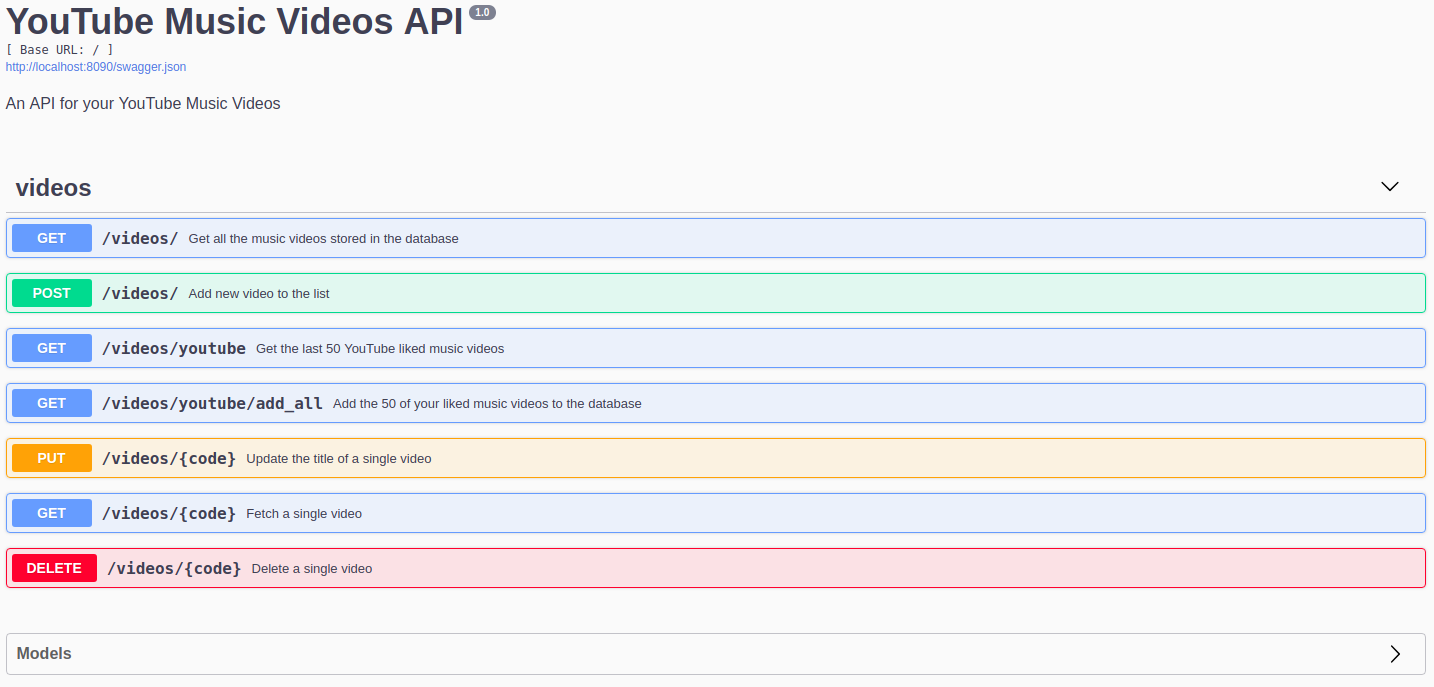 YouTube Music Videos API 1.0
[ Base URL: / ]
http://localhost:8090/swagger.json
An API for your YouTube Music Videos
videos
GET /videos/ Get all the music videos stored in the database
POST /videos/ Add new video to the list
GET /videos/youtube Get the last 50 YouTube liked music videos
GET /videos/youtube/add_all Add the 50 of your liked music videos to the database
PUT /videos/{code} Update the title of a single video
GET /videos/{code} Fetch a single video
DELETE /videos/{code} Delete a single video
Models